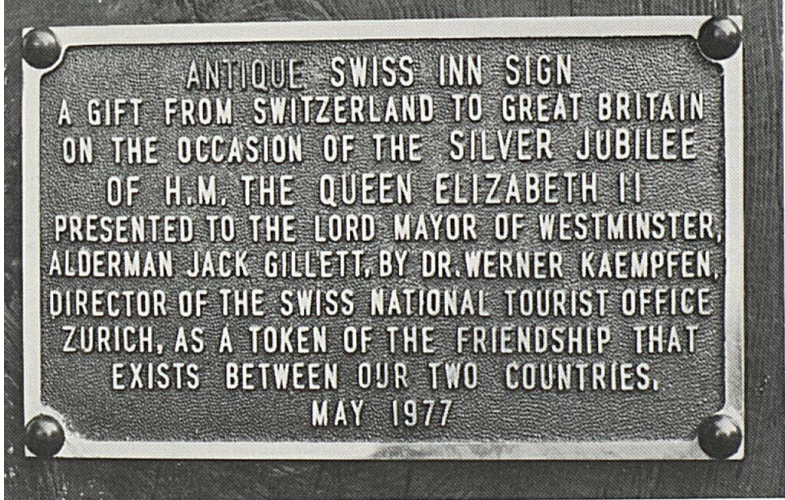 ANTIQUE SWISS INN SIGN
A GIFT FROM SWITZERLAND TO GREAT BRITAIN
ON THE OCCASION OF THE SILVER JUBILEE
OF H.M. THE QUEEN ELIZABETH II
PRESENTED TO THE LORD MAYOR OF WESTMINSTER,
ALDERMAN JACK GILLETT, BY DR. WERNER KAEMPFEN,
DIRECTOR OF THE SWISS NATIONAL TOURIST OFFICE
ZURICH, AS A TOKEN OF THE FRIENDSHIP THAT
EXISTS BETWEEN OUR TWO COUNTRIES.
MAY 1977